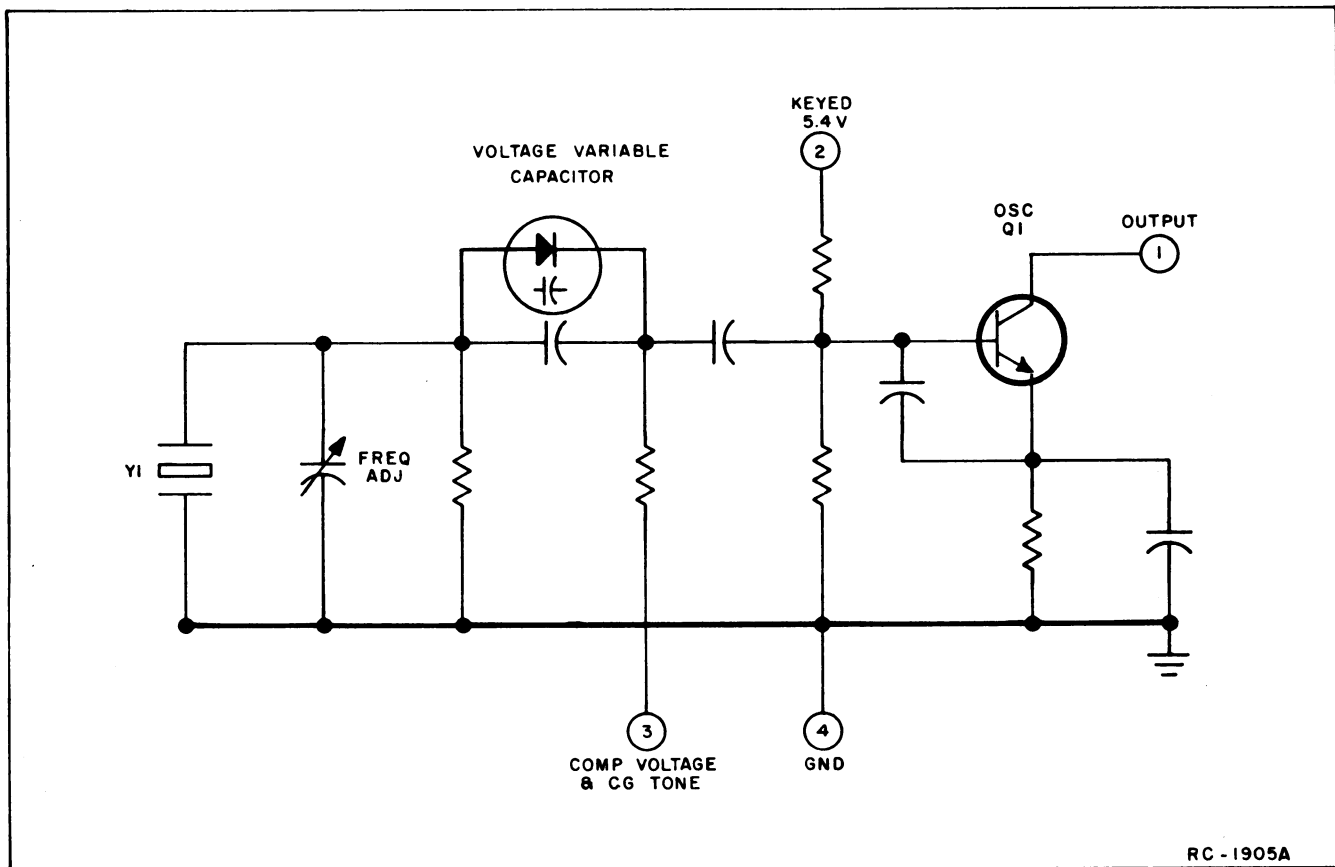 KEYED
5.4 V
2
VOLTAGE VARIABLE
CAPACITOR
OSC
Q1
OUTPUT
1
Y1
FREQ
ADJ
3
COMP VOLTAGE
& CG TONE
4
GND
RC-1905A